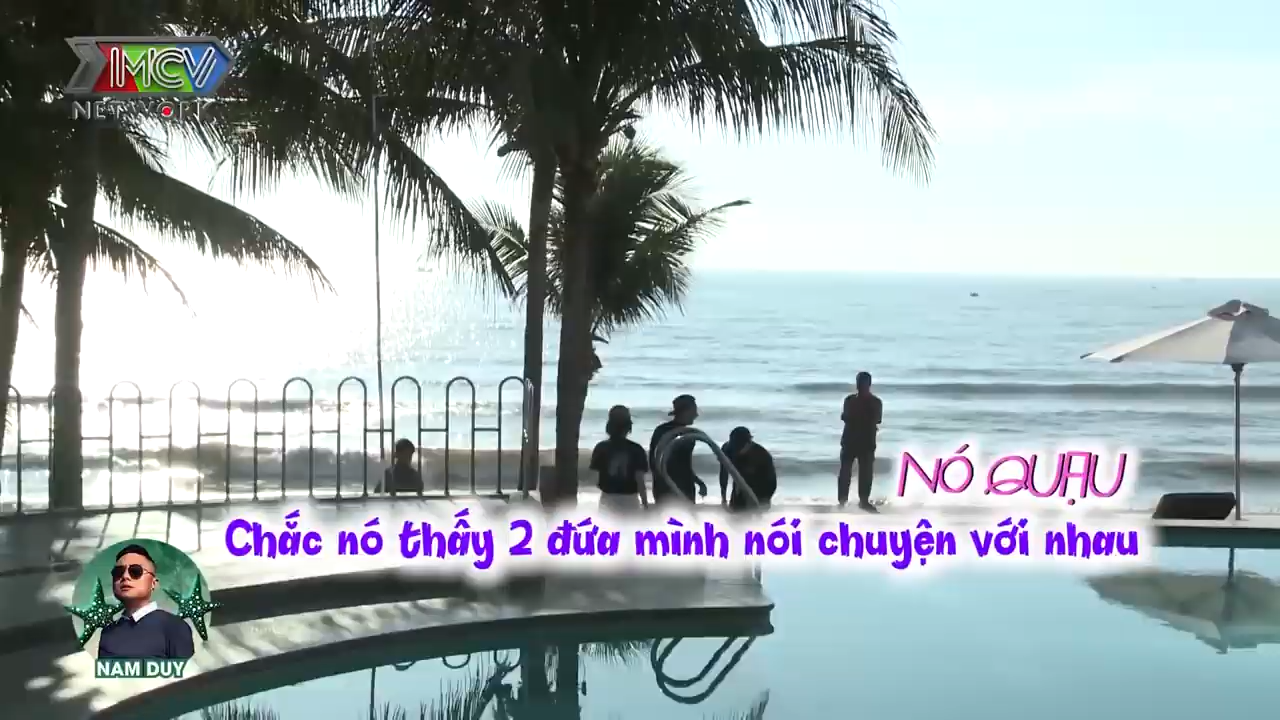 MCV
NETWORK
NÓ QUẠU
Chắc nó thấy 2 đứa mình nói chuyện với nhau
NAM DUY